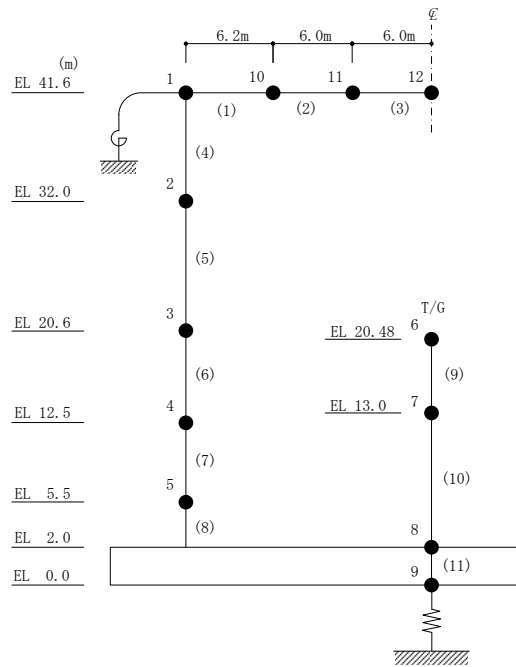 ℄
6.2m 6.0m 6.0m
(m)
EL 41.6 1 10 11 12
(1) (2) (3)
(4)
EL 32.0 2
(5)
T/G
EL 20.6 3 EL 20.48 6
(6) (9)
EL 12.5 4 EL 13.0 7
(7) (10)
EL 5.5 5
(8) 8
EL 2.0
(11)
EL 0.0 9